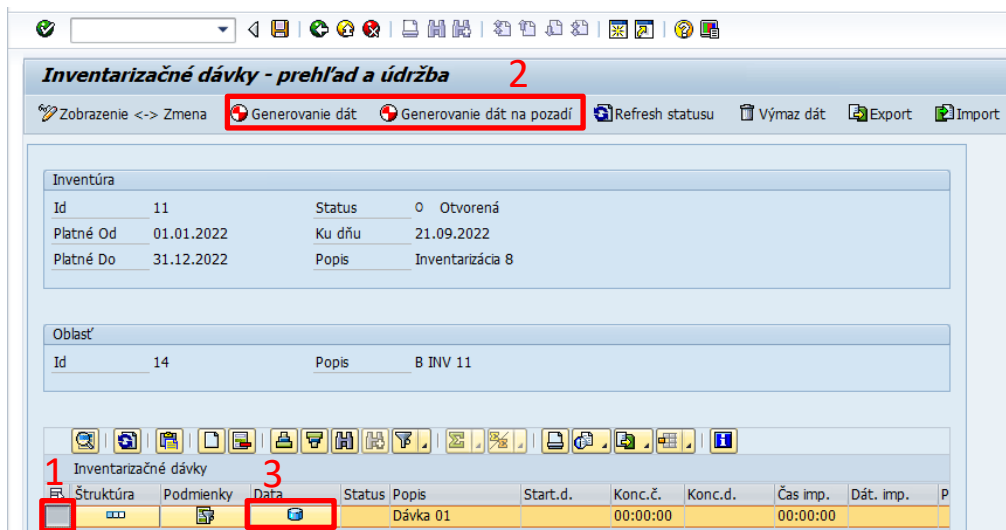 Inventarizačné dávky - prehľad a údržba
2
Zobrazenie <-> Zmena Generovanie dát Generovanie dát na pozadí Refresh statusu Výmaz dát Export Import
Inventúra
Id 11 Status O Otvorená
Platné Od 01.01.2022 Ku dňu 21.09.2022
Platné Do 31.12.2022 Popis Inventarizácia 8
Oblasť
Id 14 Popis B INV 11
Inventarizačné dávky
1 3
Štruktúra Podmienky Data Status Popis Start.d. Konc.č. Konc.d. Čas imp. Dát. imp. P
Dávka 01 00:00:00 00:00:00